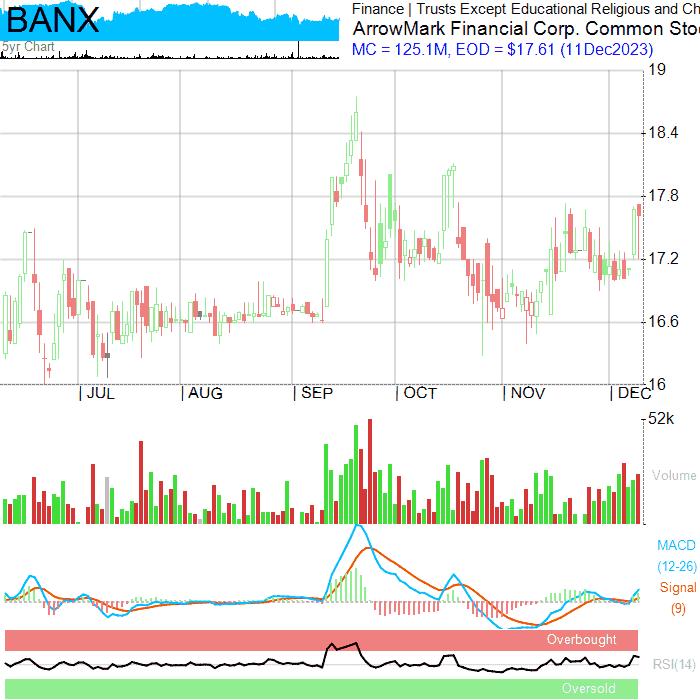 BANX
5yr Chart
Finance | Trusts Except Educational Religious and Ch
ArrowMark Financial Corp. Common Sto
MC = 125.1M, EOD = $17.61 (11Dec2023)
19
18.4
17.8
17.2
16.6
16
JUL AUG SEP OCT NOV DEC
52k
Volume
MACD
(12-26)
Signal
(9)
Overbought
RSI(14)
Oversold